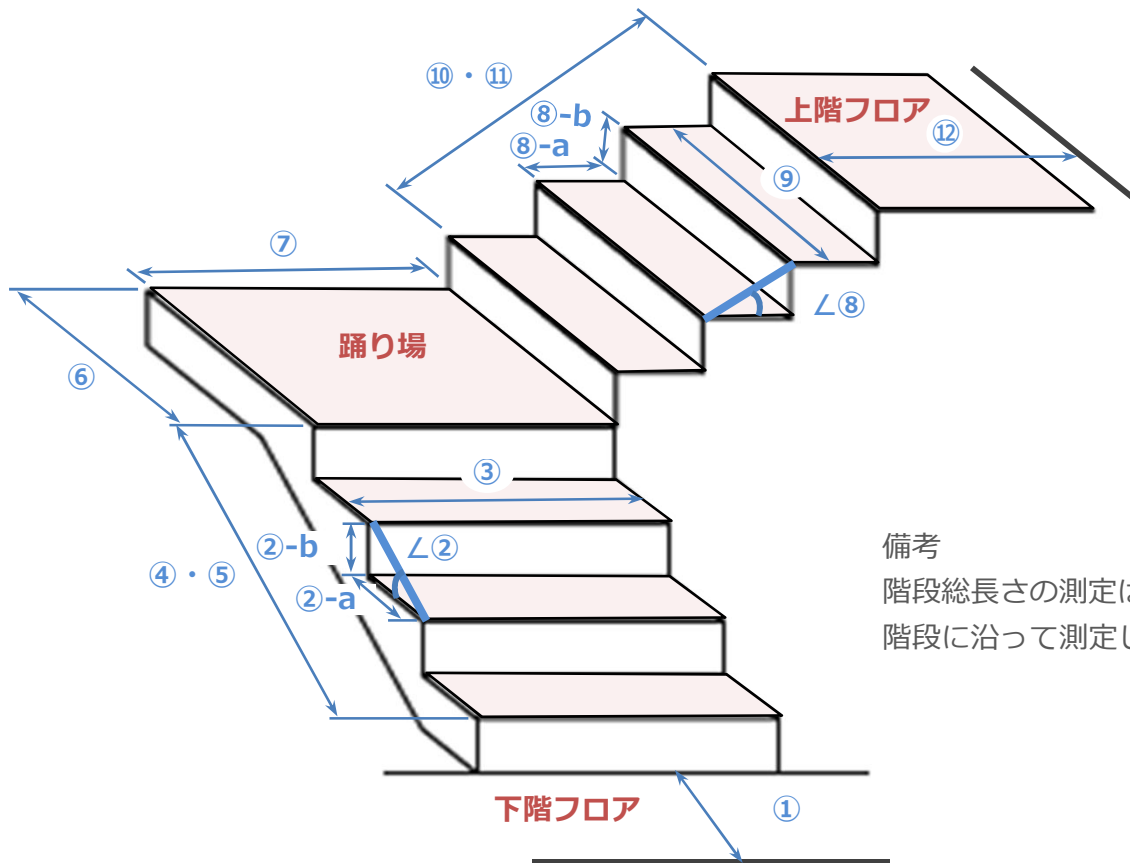 ⑩・⑪
⑧-b
⑧-a
上階フロア
⑫
⑨
⑦
∠⑧
踊り場
⑥
③
②-b
∠②
④・⑤
②-a
備考
階段総長さの測定は
階段に沿って測定し
下階フロア
①